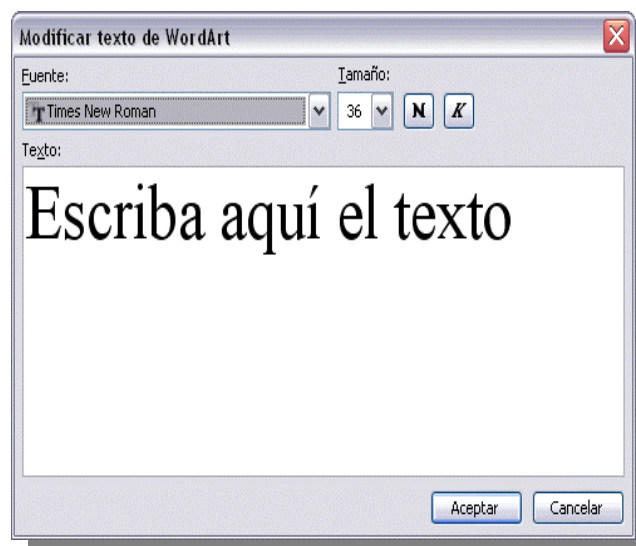 Modificar texto de WordArt
Fuente: Tamaño:
Times New Roman 36 N K
Texto:
Escriba aquí el texto
Aceptar Cancelar